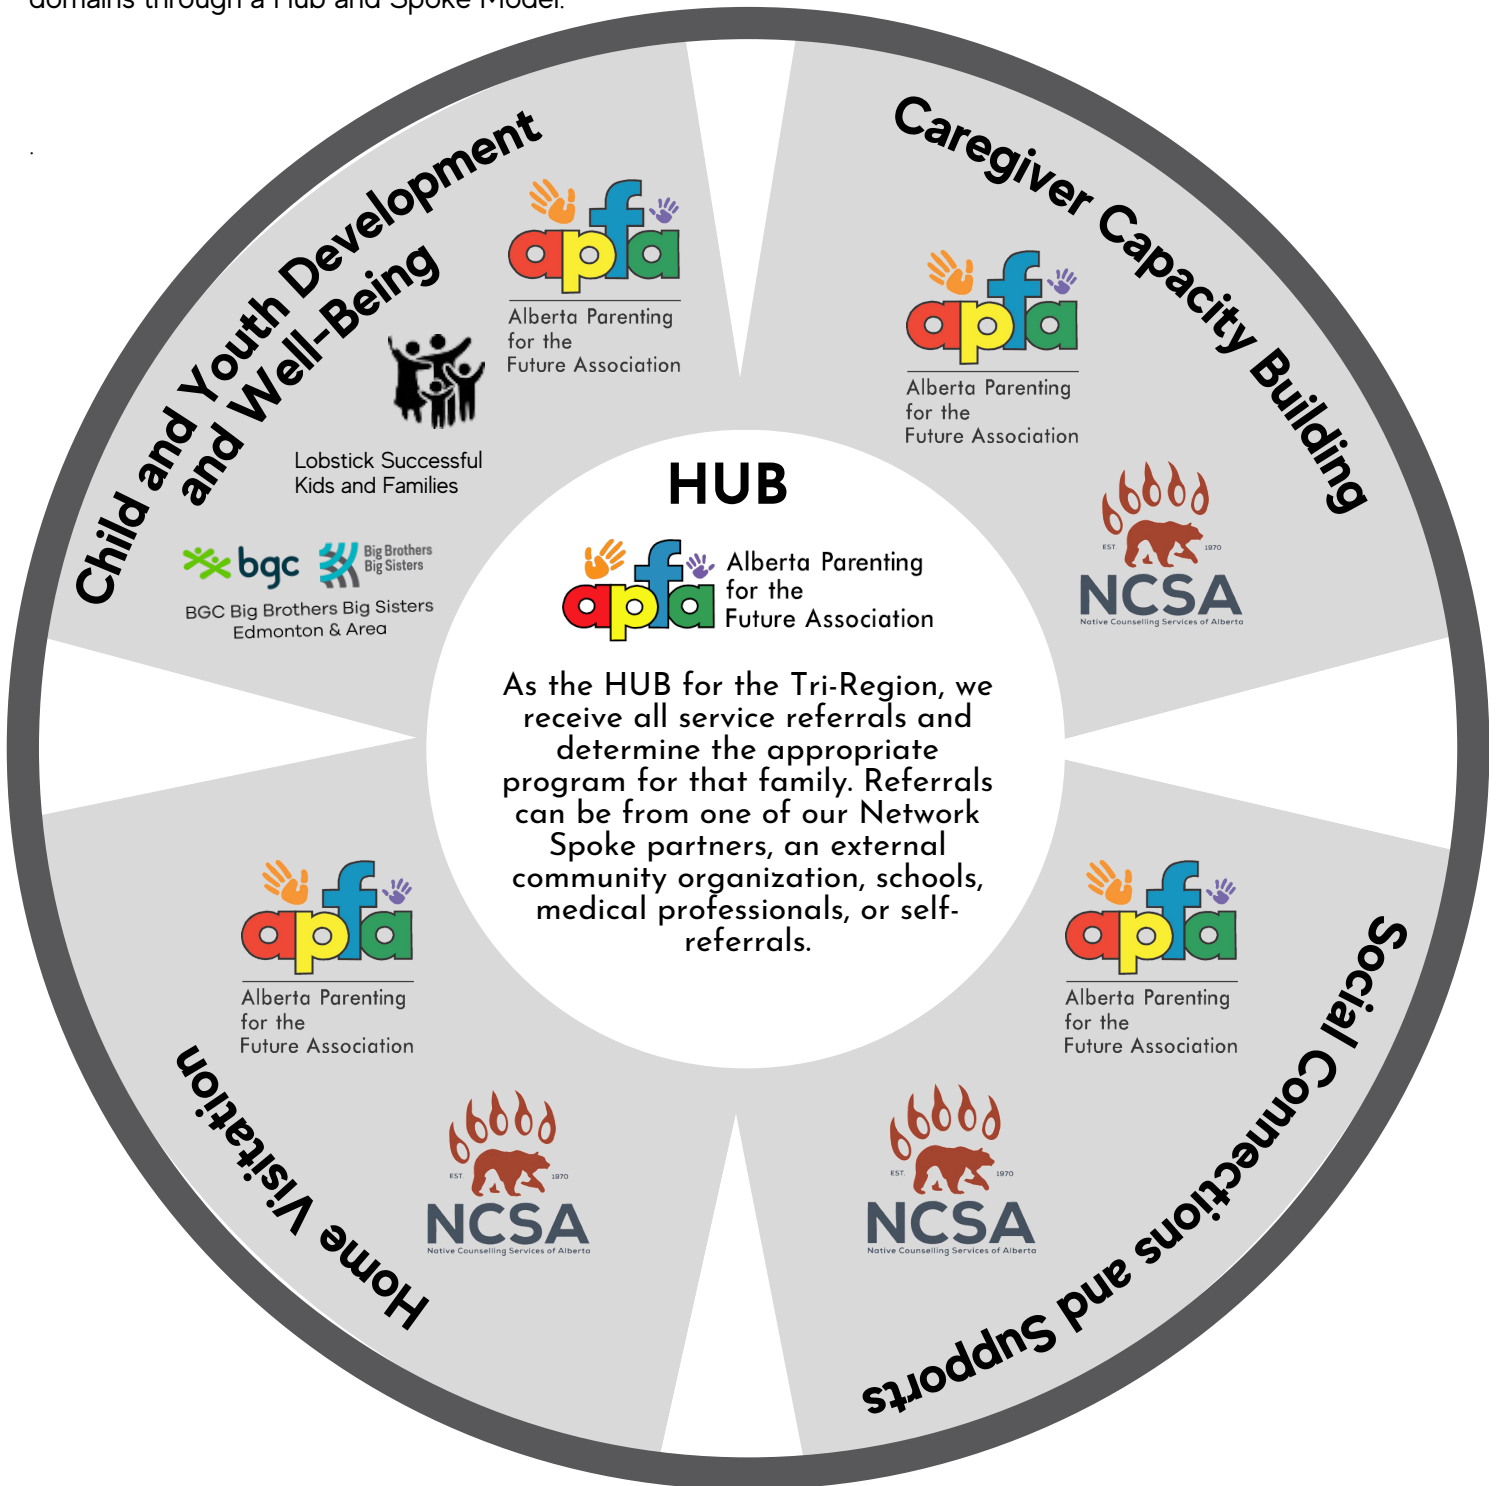 domains through a Hub and Spoke Model.
.
Child and Youth Development
and Well-Being
apfa
Alberta Parenting
for the
Future Association
Lobstick Successful
Kids and Families
bgc
Big Brothers
Big Sisters
BGC Big Brothers Big Sisters
Edmonton & Area
Caregiver Capacity Building
apfa
Alberta Parenting
for the
Future Association
EST. 1970
NCSA
Native Counselling Services of Alberta
HUB
apfa
Alberta Parenting
for the
Future Association
As the HUB for the Tri-Region, we
receive all service referrals and
determine the appropriate
program for that family. Referrals
can be from one of our Network
Spoke partners, an external
community organization, schools,
medical professionals, or self-
referrals.
Home Visitation
apfa
Alberta Parenting
for the
Future Association
EST. 1970
NCSA
Native Counselling Services of Alberta
Social Connections and Supports
apfa
Alberta Parenting
for the
Future Association
EST. 1970
NCSA
Native Counselling Services of Alberta